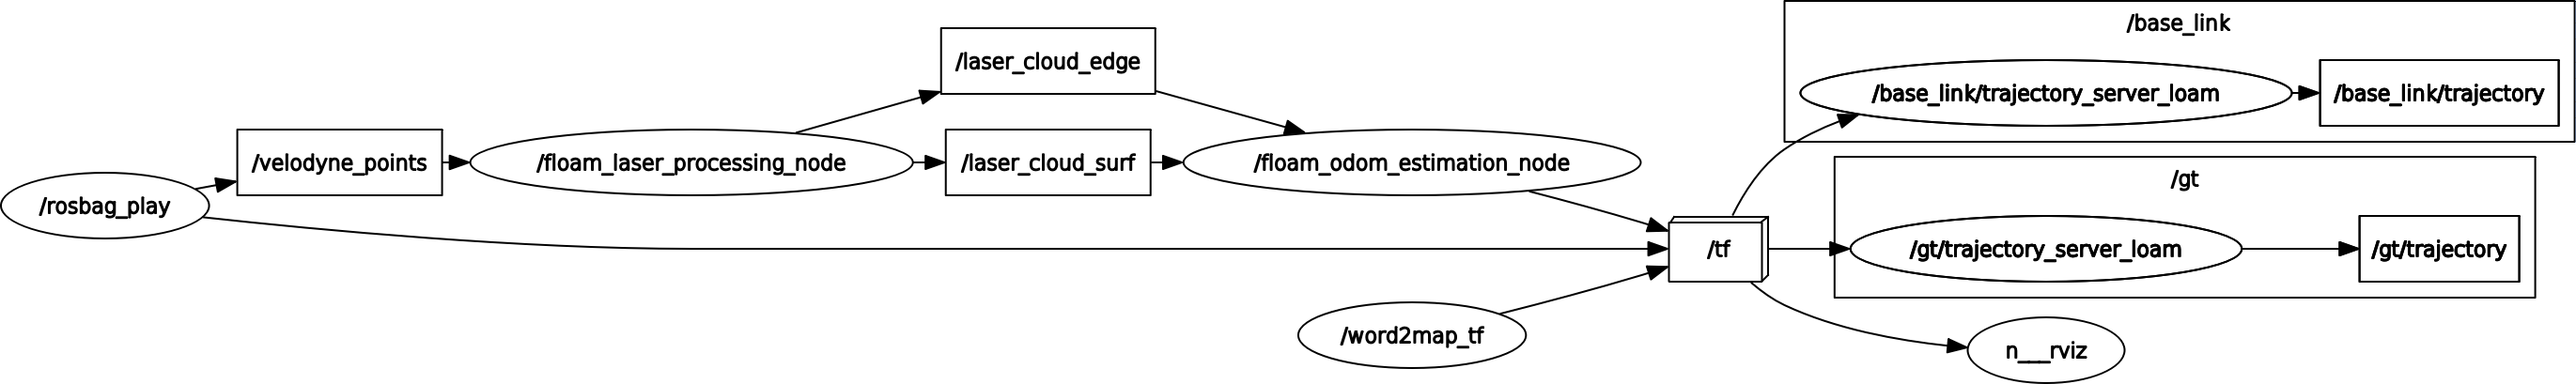 /rosbag_play
/velodyne_points
/floam_laser_processing_node
/laser_cloud_edge
/laser_cloud_surf
/floam_odom_estimation_node
/word2map_tf
/tf
/base_link
/base_link/trajectory_server_loam
/base_link/trajectory
/gt
/gt/trajectory_server_loam
/gt/trajectory
n___rviz